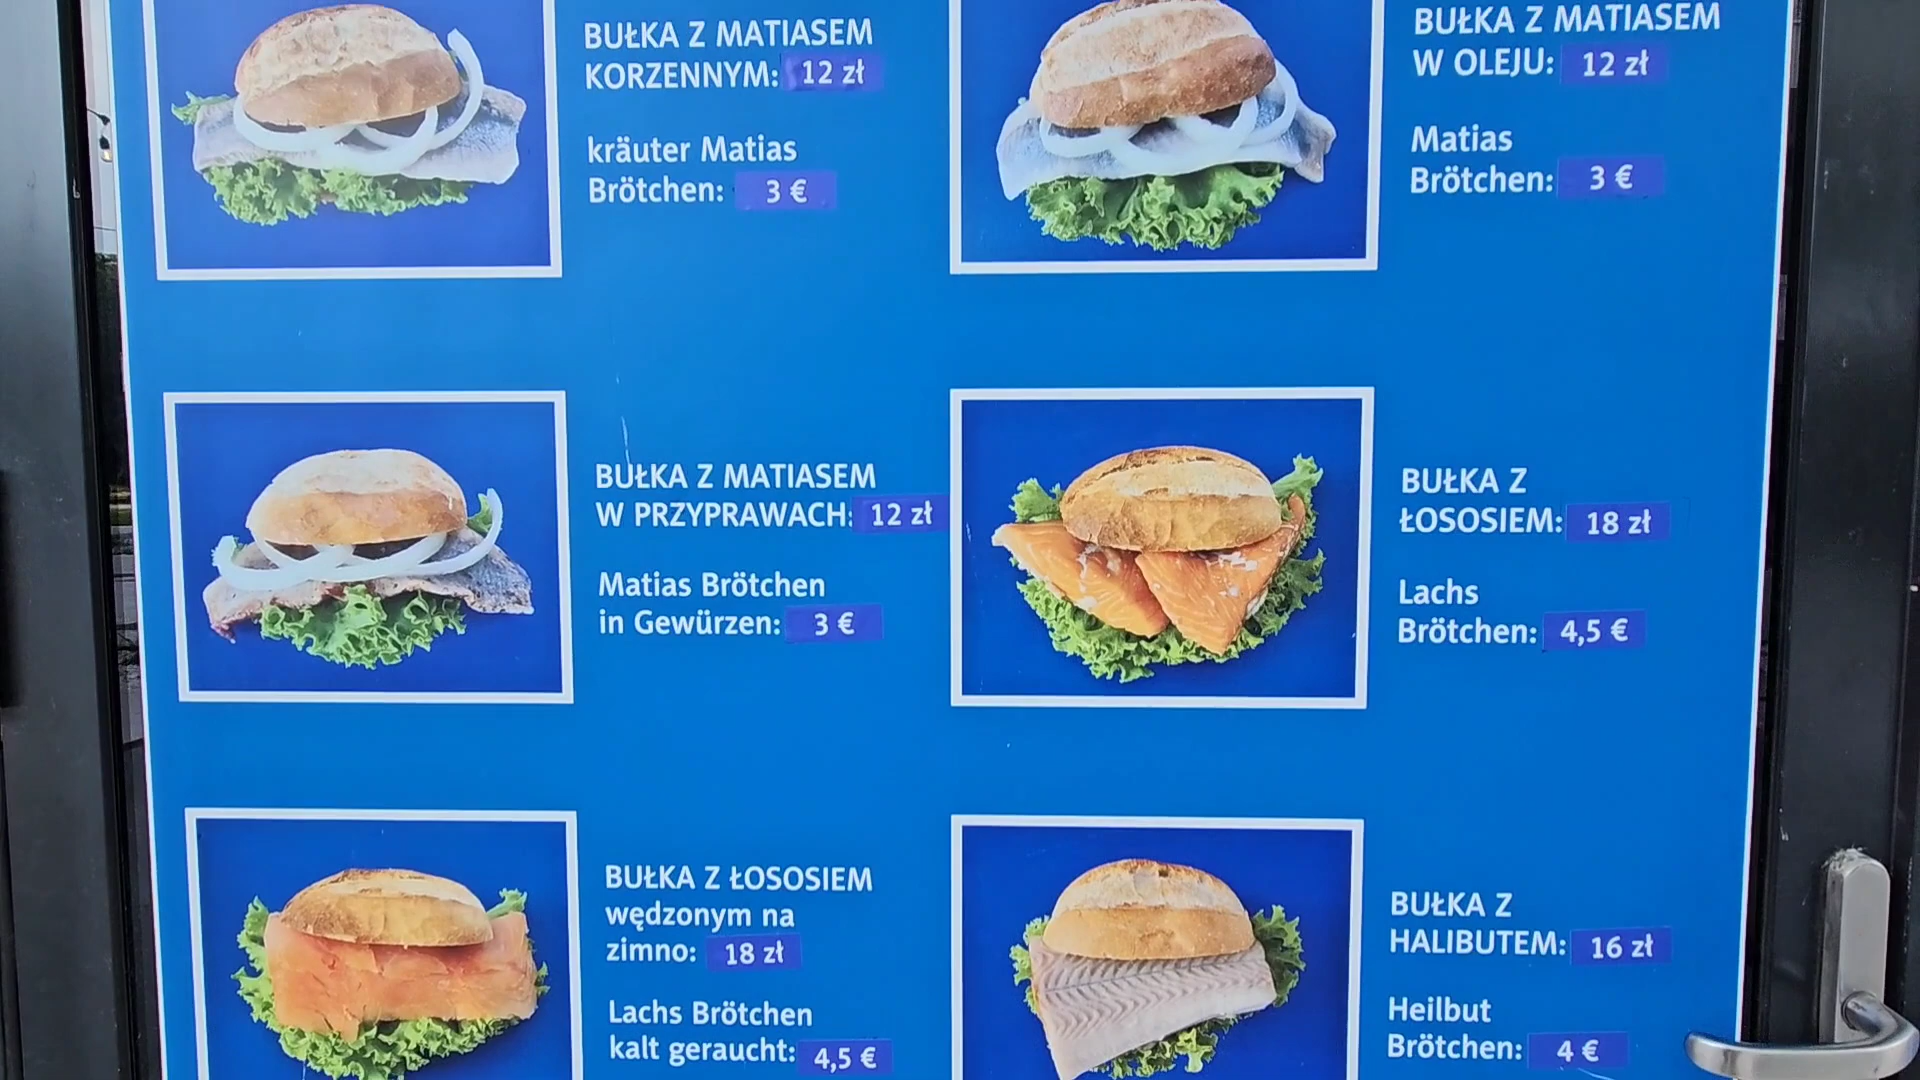 BUŁKA Z MATIASEM
KORZENNYM: 12 zł
kräuter Matias
Brötchen: 3 €
BUŁKA Z MATIASEM
W OLEJU: 12 zł
Matias
Brötchen: 3 €
BUŁKA Z MATIASEM
W PRZYPRAWACH: 12 zł
Matias Brötchen
in Gewürzen: 3 €
BUŁKA Z
ŁOSOSIEM: 18 zł
Lachs
Brötchen: 4,5 €
BUŁKA Z ŁOSOSIEM
wędzonym na
zimno: 18 zł
Lachs Brötchen
kalt geraucht: 4,5 €
BUŁKA Z
HALIBUTEM: 16 zł
Heilbut
Brötchen: 4 €